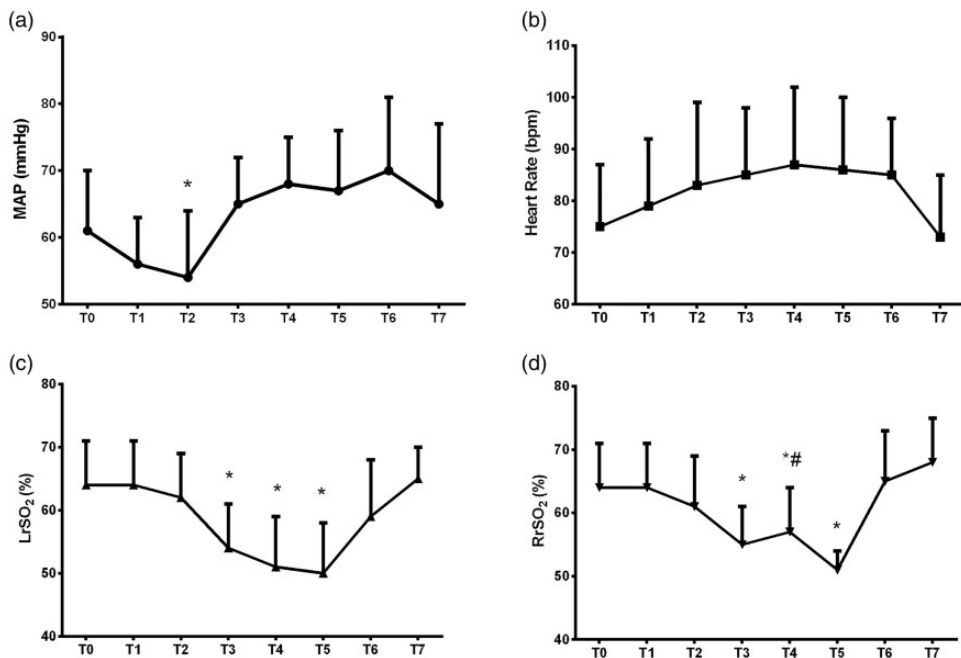 (a)
90
80
70
60
50
MAP (mmHg)
*
T0 T1 T2 T3 T4 T5 T6 T7
(b)
110
100
90
80
70
60
Heart Rate (bpm)
T0 T1 T2 T3 T4 T5 T6 T7
(c)
80
70
60
50
40
LrSO₂ (%)
* * *
T0 T1 T2 T3 T4 T5 T6 T7
(d)
80
70
60
50
40
RrSO₂ (%)
* *# *
T0 T1 T2 T3 T4 T5 T6 T7